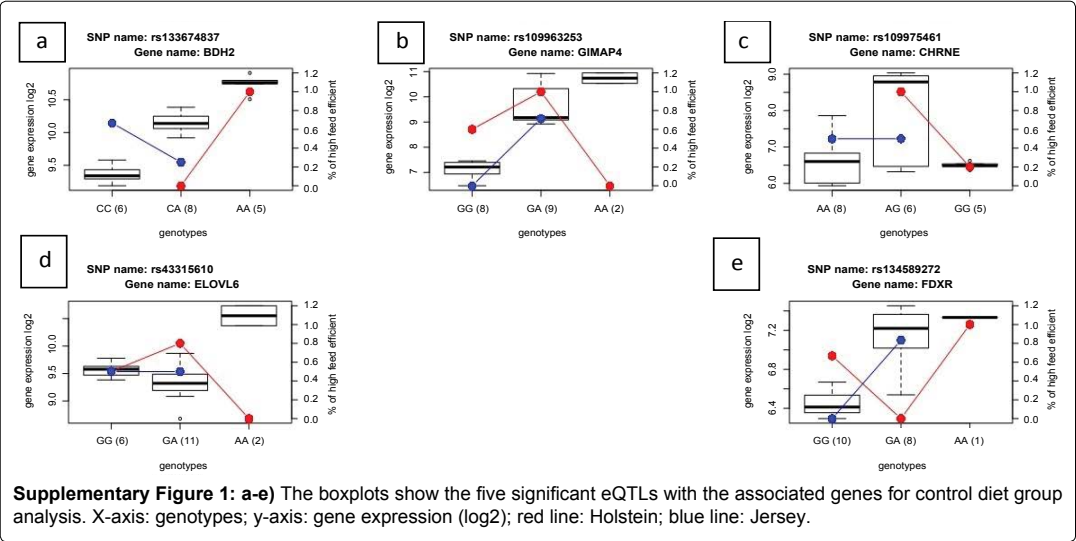 a
SNP name: rs133674837
Gene name: BDH2
gene expression log2
10.5
10.0
9.5
1.2
1.0
0.8
0.6
0.4
0.2
0.0
% of high feed efficient
CC (6) CA (8) AA (5)
genotypes
b
SNP name: rs109963253
Gene name: GIMAP4
gene expression log2
11
10
9
8
7
1.2
1.0
0.8
0.6
0.4
0.2
0.0
% of high feed efficient
GG (8) GA (9) AA (2)
genotypes
c
SNP name: rs109975461
Gene name: CHRNE
gene expression log2
9.0
8.0
7.0
6.0
1.2
1.0
0.8
0.6
0.4
0.2
0.0
% of high feed efficient
AA (8) AG (6) GG (5)
genotypes
d
SNP name: rs43315610
Gene name: ELOVL6
gene expression log2
10.0
9.5
9.0
1.2
1.0
0.8
0.6
0.4
0.2
0.0
% of high feed efficient
GG (6) GA (11) AA (2)
genotypes
e
SNP name: rs134589272
Gene name: FDXR
gene expression log2
7.2
6.8
6.4
1.2
1.0
0.8
0.6
0.4
0.2
0.0
% of high feed efficient
GG (10) GA (8) AA (1)
genotypes
Supplementary Figure 1: a-e) The boxplots show the five significant eQTLs with the associated genes for control diet group
analysis. X-axis: genotypes; y-axis: gene expression (log2); red line: Holstein; blue line: Jersey.